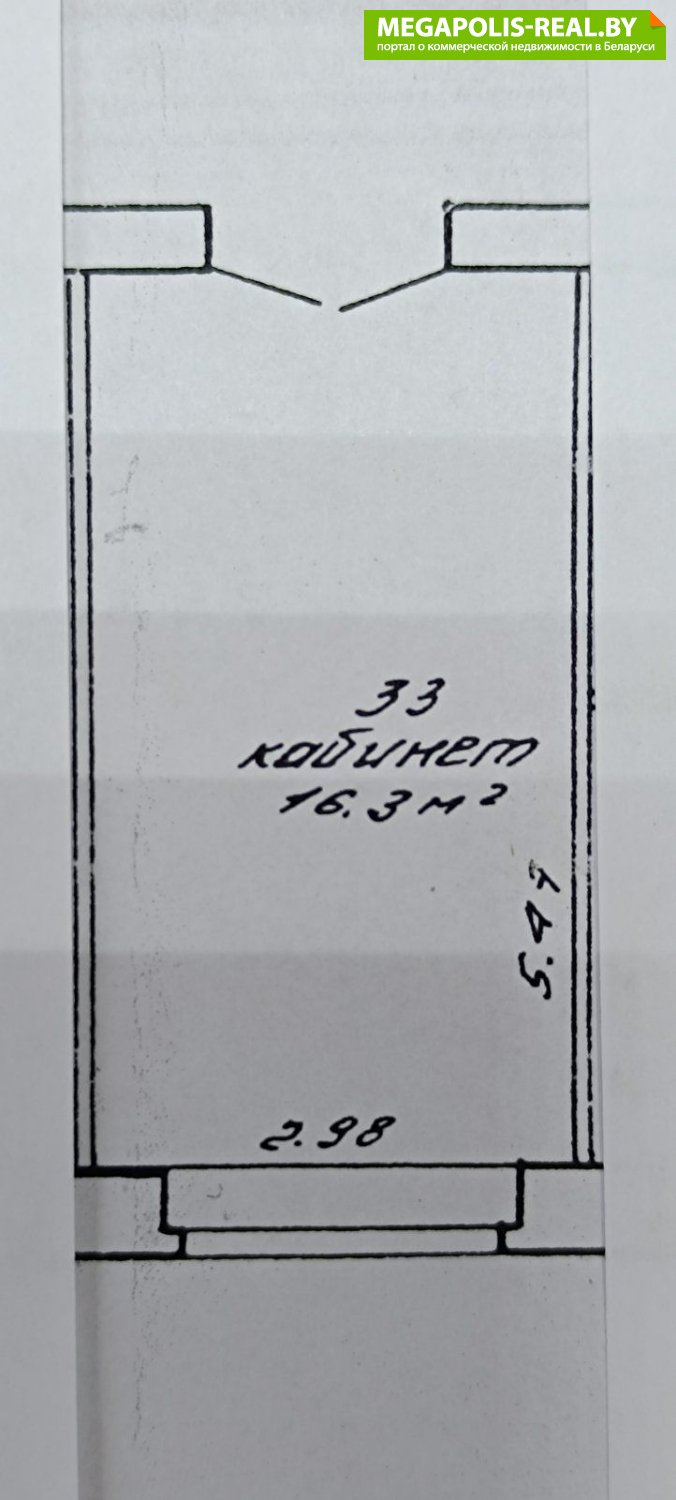 MEGAPOLIS-REAL.BY
портал о коммерческой недвижимости в Беларуси
33
кабинет
16.3 м²
5.47
2.98